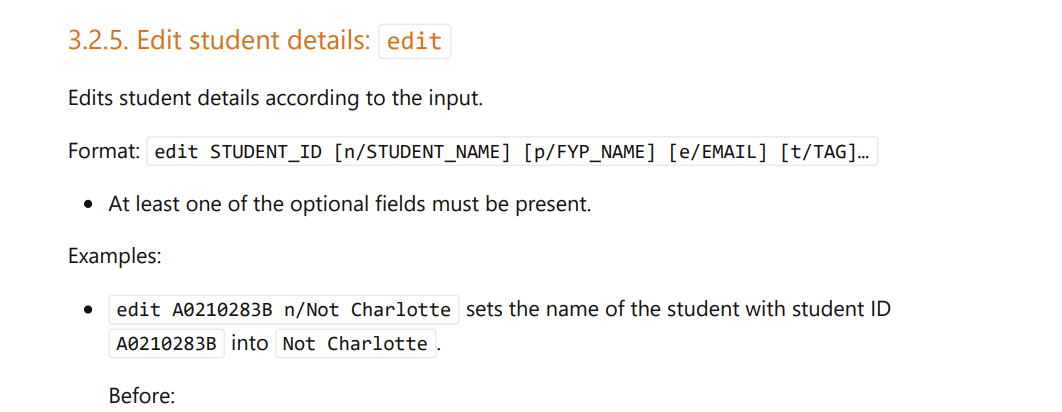 3.2.5. Edit student details: edit
Edits student details according to the input.
Format: edit STUDENT_ID [n/STUDENT_NAME] [p/FYP_NAME] [e/EMAIL] [t/TAG]…
• At least one of the optional fields must be present.
Examples:
• edit A0210283B n/Not Charlotte sets the name of the student with student ID
A0210283B into Not Charlotte.
Before: